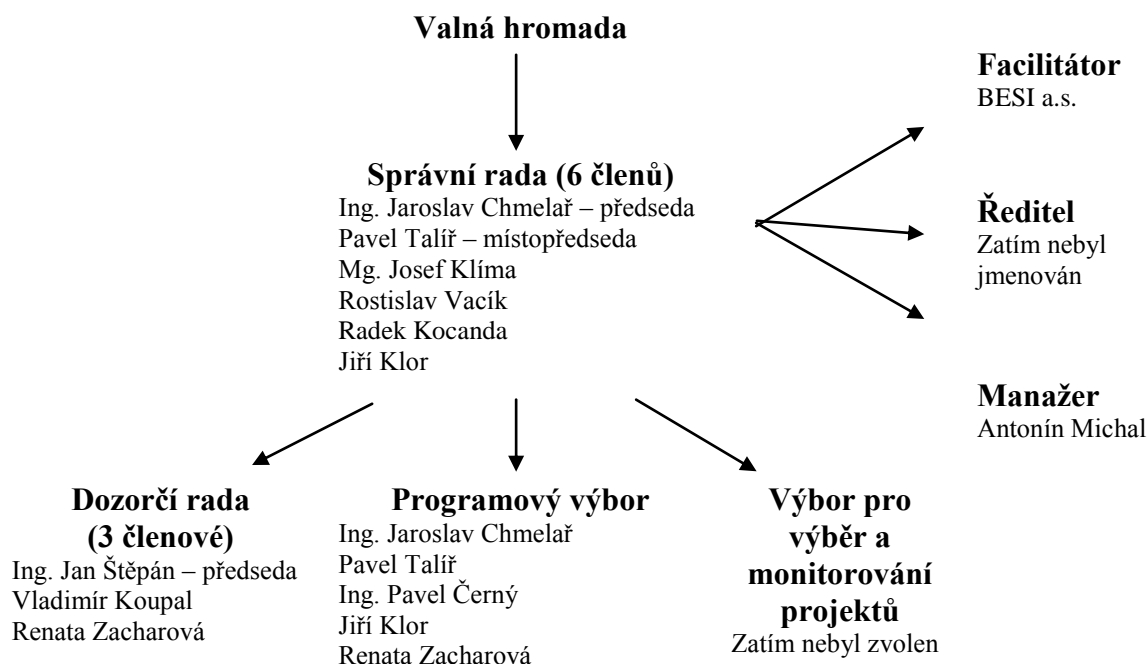 Valná hromada
Facilitátor
BESI a.s.
Správní rada (6 členů)
Ing. Jaroslav Chmelař – předseda
Pavel Talíř – místopředseda
Mg. Josef Klíma
Rostislav Vacík
Radek Kocanda
Jiří Klor
Ředitel
Zatím nebyl
jmenován
Manažer
Antonín Michal
Dozorčí rada
(3 členové)
Ing. Jan Štěpán – předseda
Vladimír Koupal
Renata Zacharová
Programový výbor
Ing. Jaroslav Chmelař
Pavel Talíř
Ing. Pavel Černý
Jiří Klor
Renata Zacharová
Výbor pro
výběr a
monitorování
projektů
Zatím nebyl zvolen